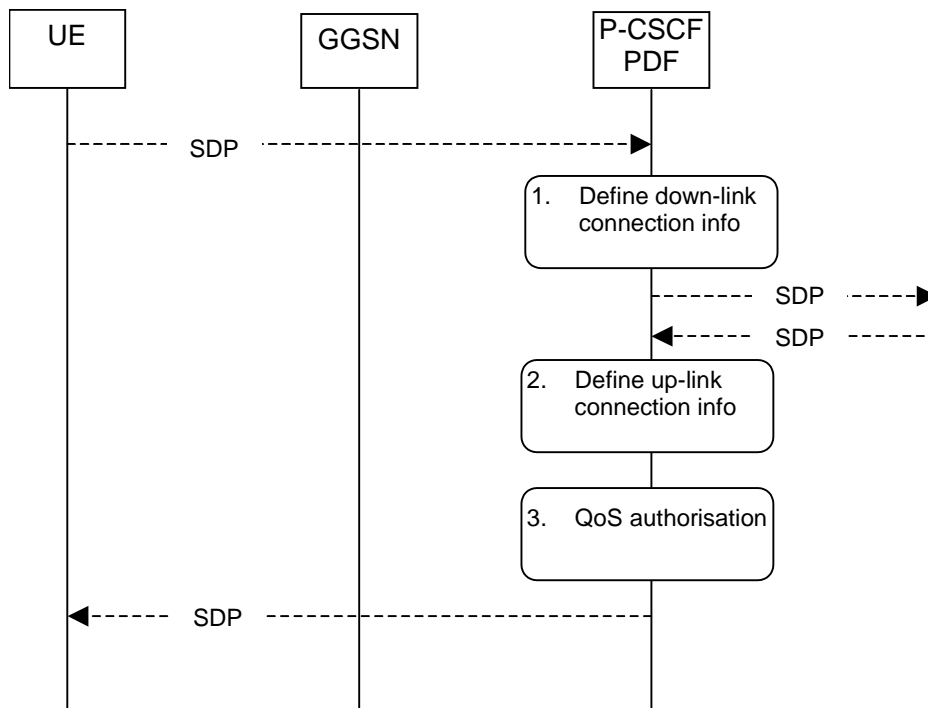 UE
GGSN
P-CSCF
PDF
SDP
1. Define down-link
connection info
SDP
SDP
2. Define up-link
connection info
3. QoS authorisation
SDP